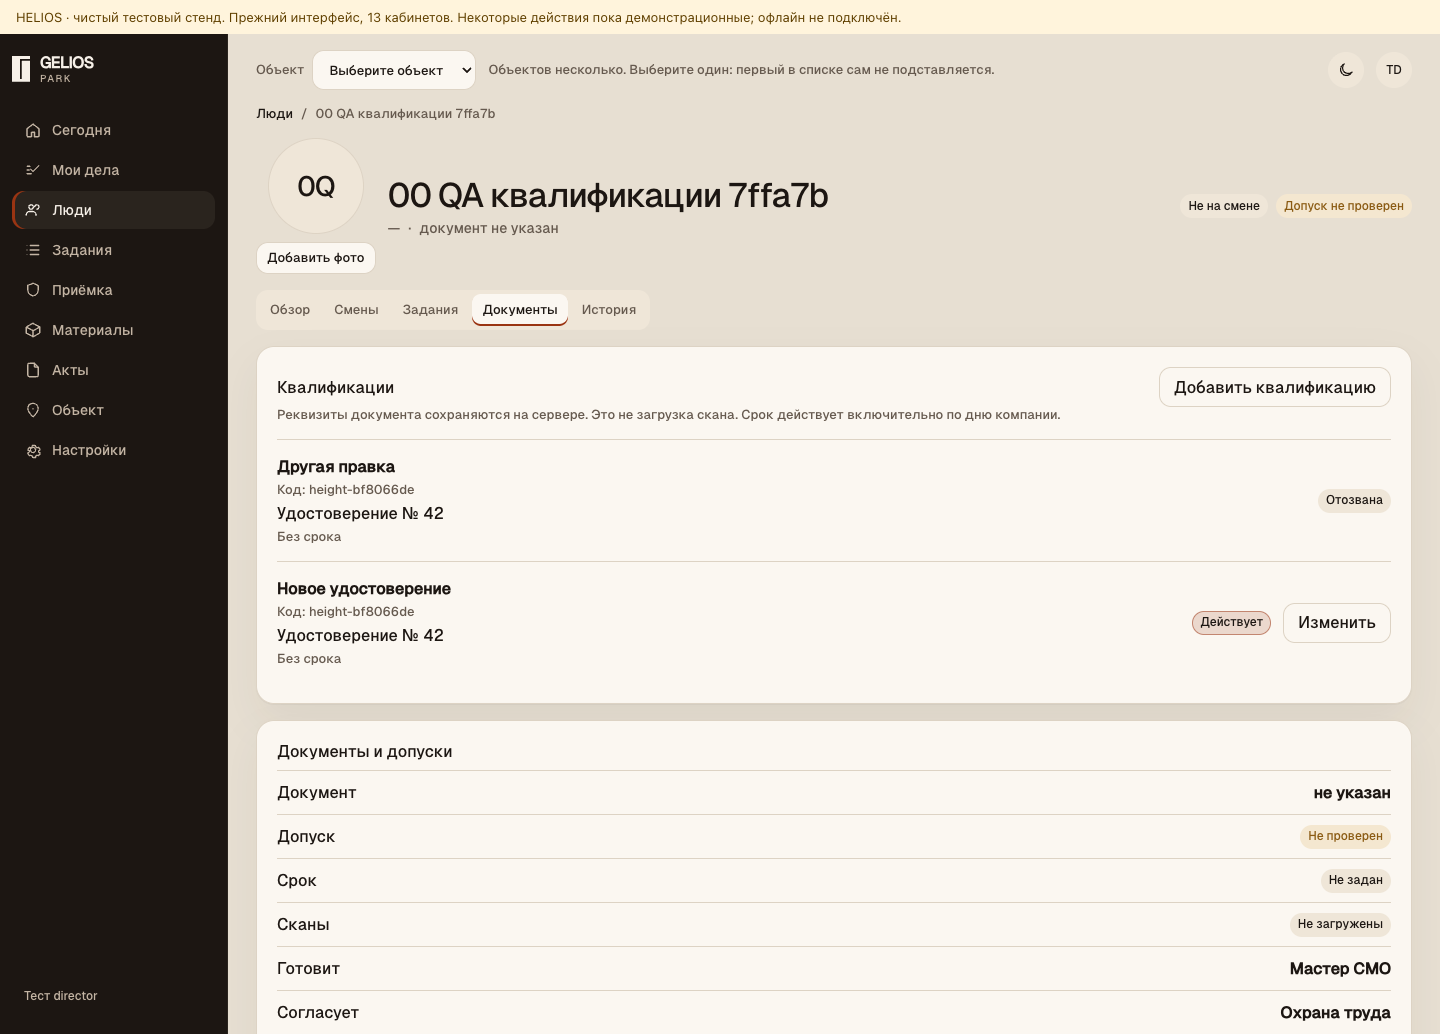 HELIOS · чистый тестовый стенд. Прежний интерфейс, 13 кабинетов. Некоторые действия пока демонстрационные; офлайн не подключён.
GELIOS
PARK
Сегодня
Мои дела
Люди
Задания
Приёмка
Материалы
Акты
Объект
Настройки
Тест director
Объект
Выберите объект
Объектов несколько. Выберите один: первый в списке сам не подставляется.
TD
Люди / 00 QA квалификации 7ffa7b
0Q
00 QA квалификации 7ffa7b
— · документ не указан
Не на смене
Допуск не проверен
Добавить фото
Обзор
Смены
Задания
Документы
История
Квалификации
Добавить квалификацию
Реквизиты документа сохраняются на сервере. Это не загрузка скана. Срок действует включительно по дню компании.
Другая правка
Код: height-bf8066de
Удостоверение № 42
Без срока
Отозвана
Новое удостоверение
Код: height-bf8066de
Удостоверение № 42
Без срока
Действует
Изменить
Документы и допуски
Документ
не указан
Допуск
Не проверен
Срок
Не задан
Сканы
Не загружены
Готовит
Мастер СМО
Согласует
Охрана труда